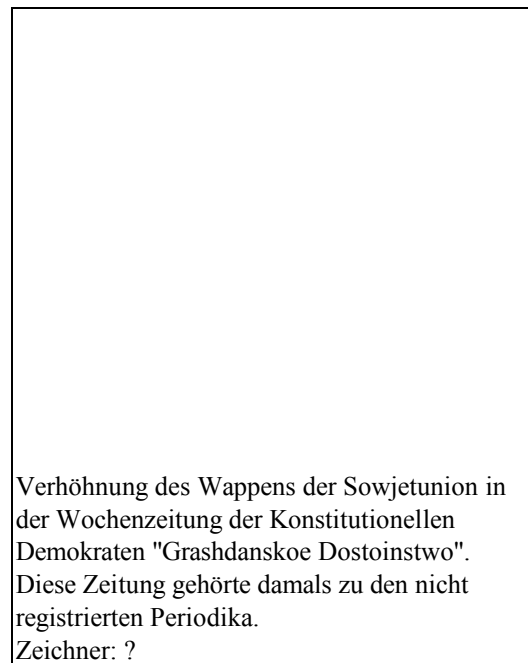 Verhöhnung des Wappens der Sowjetunion in
der Wochenzeitung der Konstitutionellen
Demokraten "Grashdanskoe Dostoinstwo".
Diese Zeitung gehörte damals zu den nicht
registrierten Periodika.
Zeichner: ?